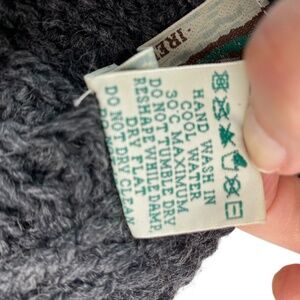 IRE
HAND WASH IN
COOL WATER
30°C MAXIMUM
DO NOT TUMBLE DRY
RESHAPE WHILE DAMP
DRY FLAT
DO NOT DRY CLEAN